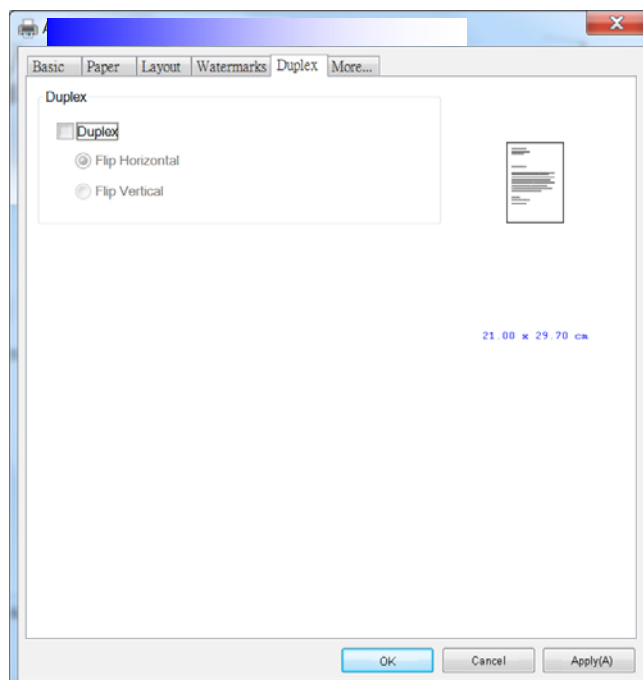 A
Basic Paper Layout Watermarks Duplex More...
Duplex
Duplex
Flip Horizontal
Flip Vertical
21.00 x 29.70 cm
OK Cancel Apply(A)